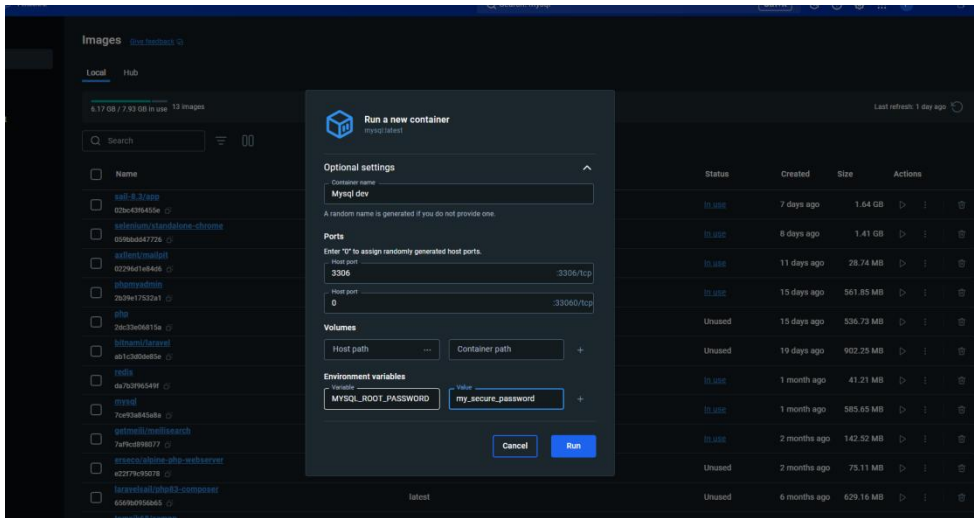 Images Give feedback
Local Hub
6.17 GB / 7.93 GB in use 13 images
Last refresh: 1 day ago
Search
Name Status Created Size Actions
sail-8.3/app
02bc43f6455e
In use 7 days ago 1.64 GB
selenium/standalone-chrome
059bbdd47726
In use 8 days ago 1.41 GB
axllent/mailpit
02296d1e84d6
In use 11 days ago 28.74 MB
phpmyadmin
2b39e17532a1
In use 15 days ago 561.85 MB
php
2dc33e06815a
Unused 15 days ago 536.73 MB
bitnami/laravel
ab1c3d0de85e
Unused 19 days ago 902.25 MB
redis
da7b3f96549f
In use 1 month ago 41.21 MB
mysql
7ce93a845a8a
In use 1 month ago 585.65 MB
getmeili/meilisearch
7af9cd898077
In use 2 months ago 142.52 MB
erseco/alpine-php-webserver
e22f79c95078
Unused 2 months ago 75.11 MB
laravelsail/php83-composer
6569b0956b65
latest Unused 6 months ago 629.16 MB
Run a new container
mysql:latest
Optional settings
Container name
Mysql dev
A random name is generated if you do not provide one.
Ports
Enter "0" to assign randomly generated host ports.
Host port
3306 :3306/tcp
Host port
0 :33060/tcp
Volumes
Host path ... Container path +
Environment variables
Variable Value
MYSQL_ROOT_PASSWORD my_secure_password +
Cancel Run